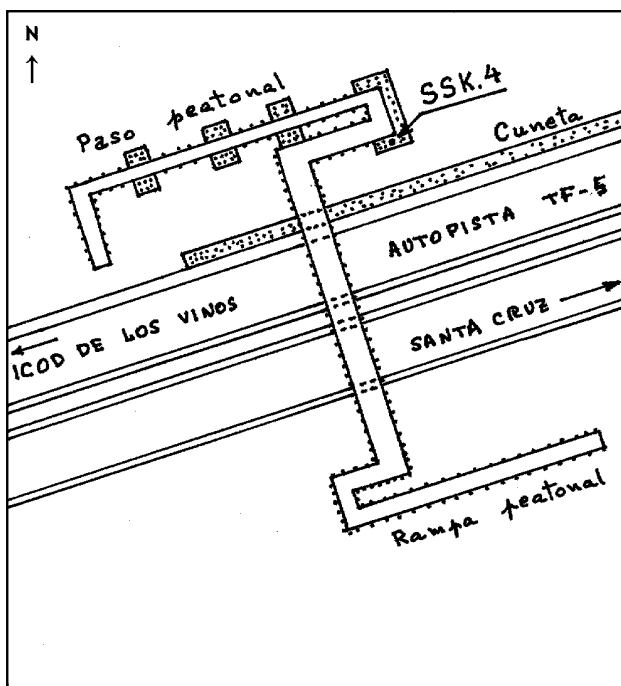 N
Paso peatonal
SSK.4
Cuneta
AUTOPISTA TF-5
ICOD DE LOS VINOS
SANTA CRUZ
Rampa peatonal